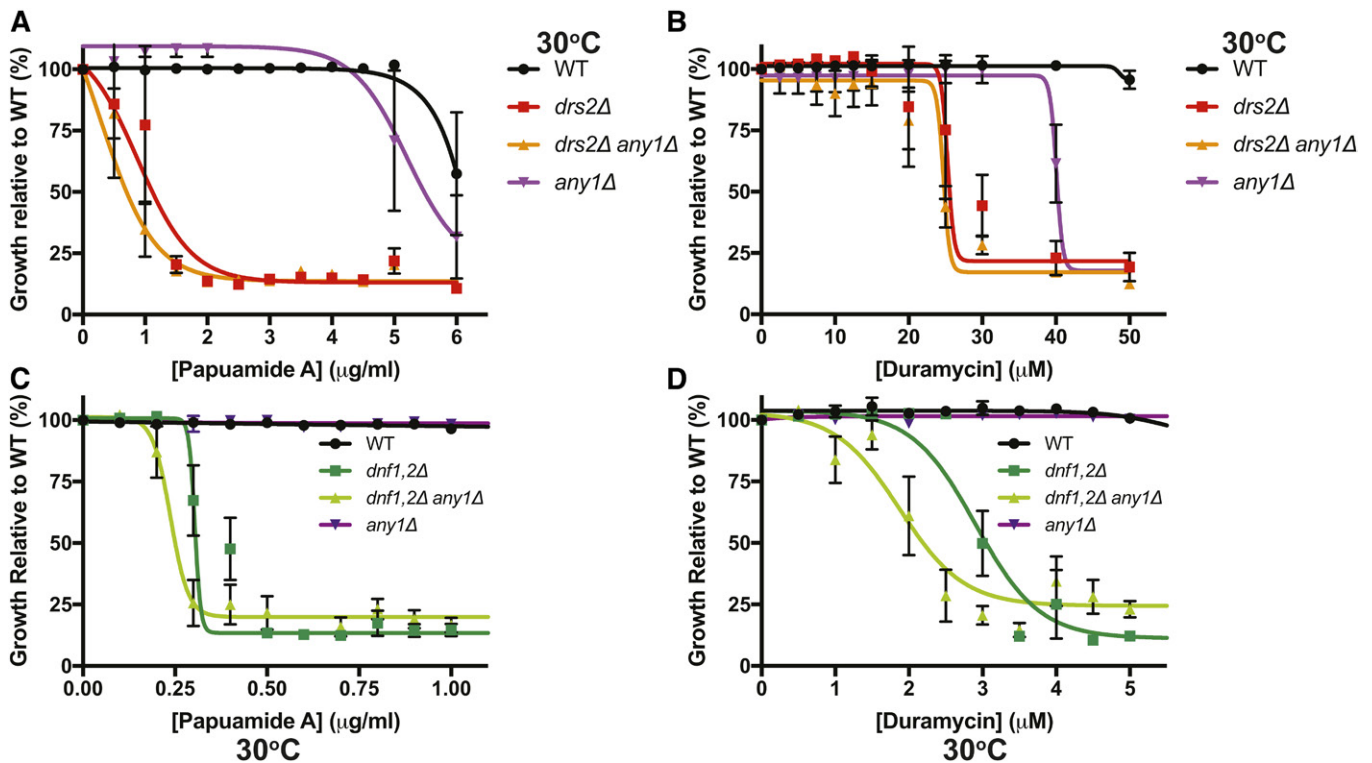 A
30°C
WT
drs2Δ
drs2Δ any1Δ
any1Δ
Growth relative to WT (%)
100
75
50
25
0
0 1 2 3 4 5 6
[Papuamide A] (μg/ml)
B
30°C
WT
drs2Δ
drs2Δ any1Δ
any1Δ
Growth relative to WT (%)
100
75
50
25
0
0 10 20 30 40 50
[Duramycin] (μM)
C
WT
dnf1,2Δ
dnf1,2Δ any1Δ
any1Δ
Growth Relative to WT (%)
100
75
50
25
0
0.00 0.25 0.50 0.75 1.00
[Papuamide A] (μg/ml)
30°C
D
WT
dnf1,2Δ
dnf1,2Δ any1Δ
any1Δ
Growth Relative to WT (%)
100
75
50
25
0
0 1 2 3 4 5
[Duramycin] (μM)
30°C